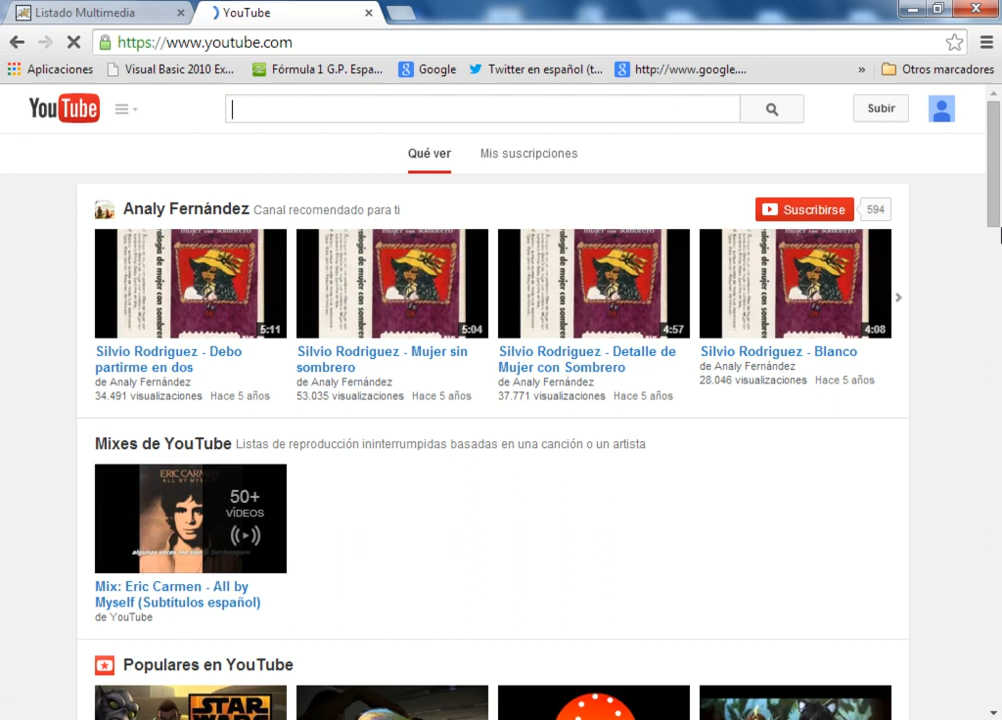 Listado Multimedia
YouTube
https://www.youtube.com
Aplicaciones Visual Basic 2010 Ex... Fórmula 1 G.P. Espa... Google Twitter en español (t... http://www.google.... » Otros marcadores
YouTube
Subir
Qué ver Mis suscripciones
Analy Fernández Canal recomendado para ti
Suscribirse 594
5:11
5:04
4:57
4:08
Silvio Rodriguez - Debo
partirme en dos
de Analy Fernández
34.491 visualizaciones Hace 5 años
Silvio Rodriguez - Mujer sin
sombrero
de Analy Fernández
53.035 visualizaciones Hace 5 años
Silvio Rodriguez - Detalle de
Mujer con Sombrero
de Analy Fernández
37.771 visualizaciones Hace 5 años
Silvio Rodriguez - Blanco
de Analy Fernández
28.046 visualizaciones Hace 5 años
Mixes de YouTube Listas de reproducción ininterrumpidas basadas en una canción o un artista
ERIC CARMEN
ALL BY MYSELF
50+
VÍDEOS
Mix: Eric Carmen - All by
Myself (Subtítulos español)
de YouTube
Populares en YouTube
STAR